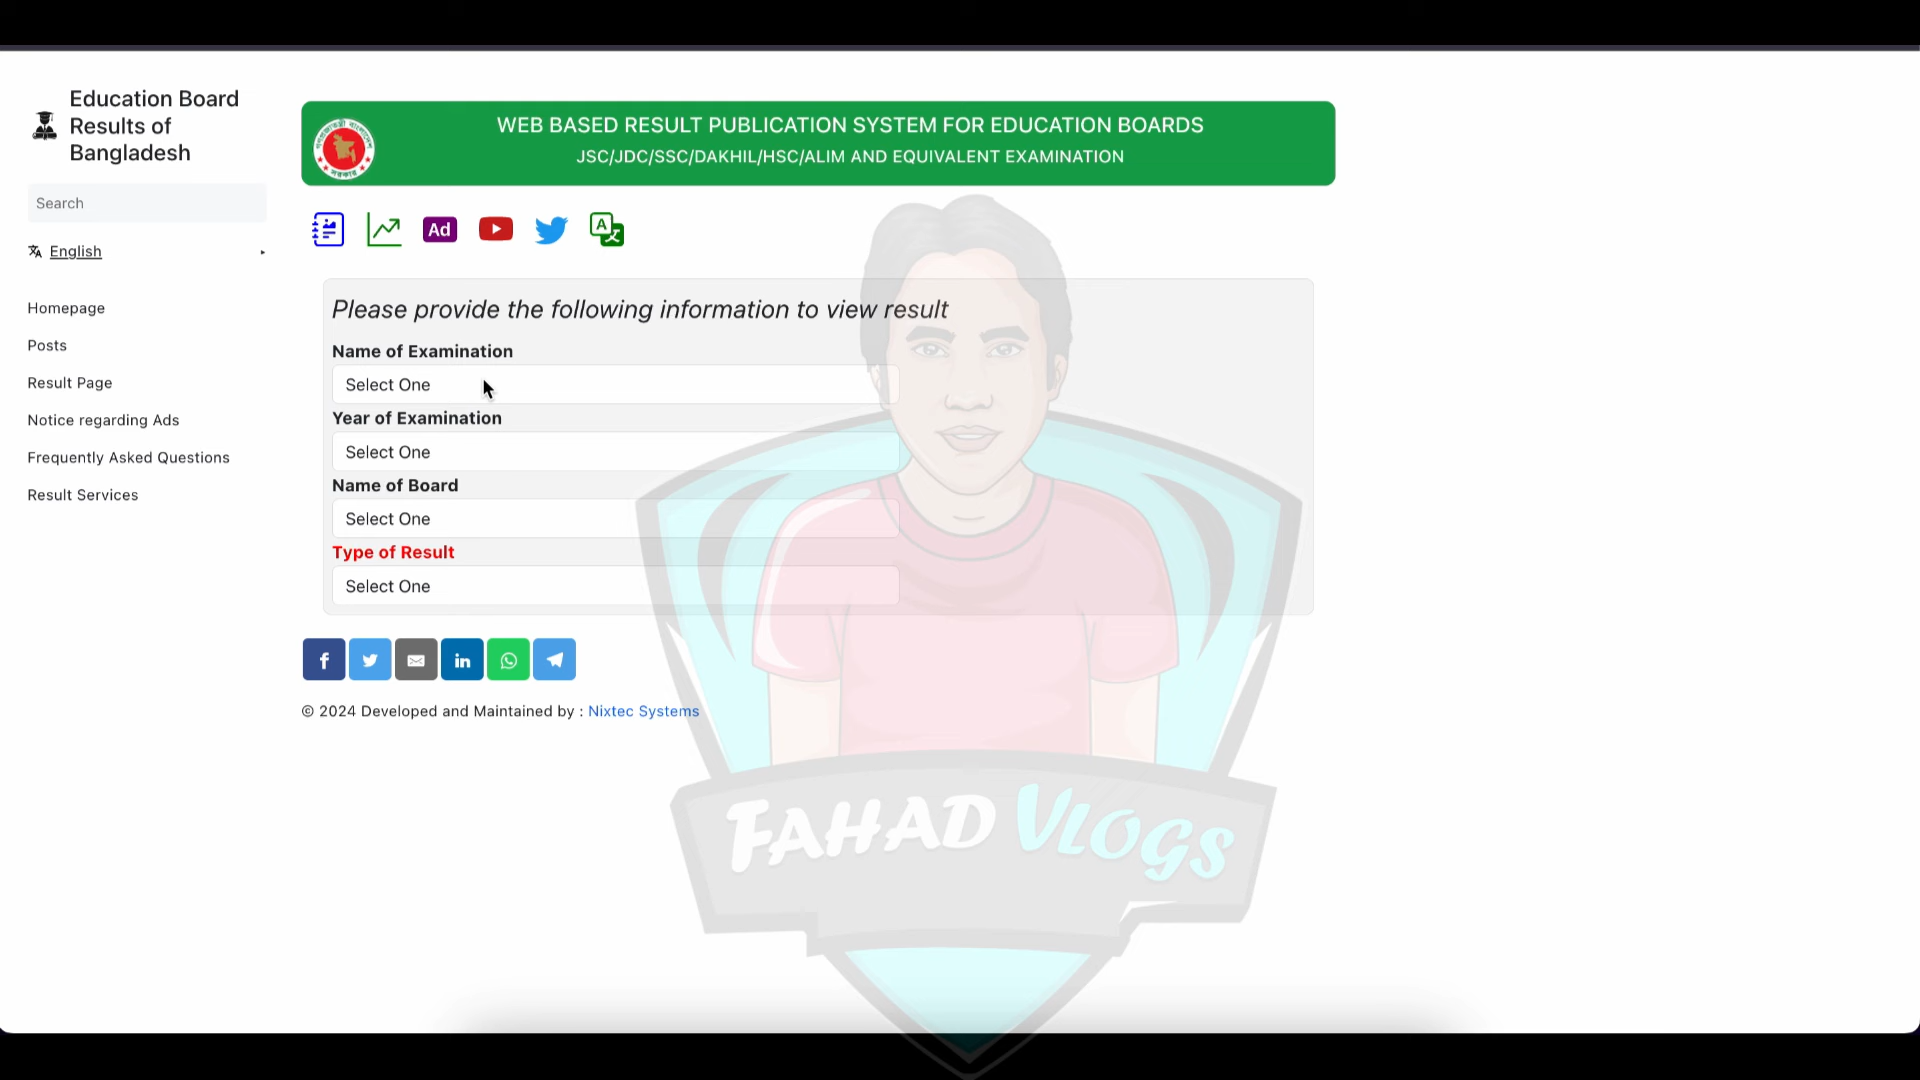 Education Board
Results of
Bangladesh
Search
English
Homepage
Posts
Result Page
Notice regarding Ads
Frequently Asked Questions
Result Services
WEB BASED RESULT PUBLICATION SYSTEM FOR EDUCATION BOARDS
JSC/JDC/SSC/DAKHIL/HSC/ALIM AND EQUIVALENT EXAMINATION
Ad
A
Please provide the following information to view result
Name of Examination
Select One
Year of Examination
Select One
Name of Board
Select One
Type of Result
Select One
© 2024 Developed and Maintained by : Nixtec Systems
FAHAD VLOGS